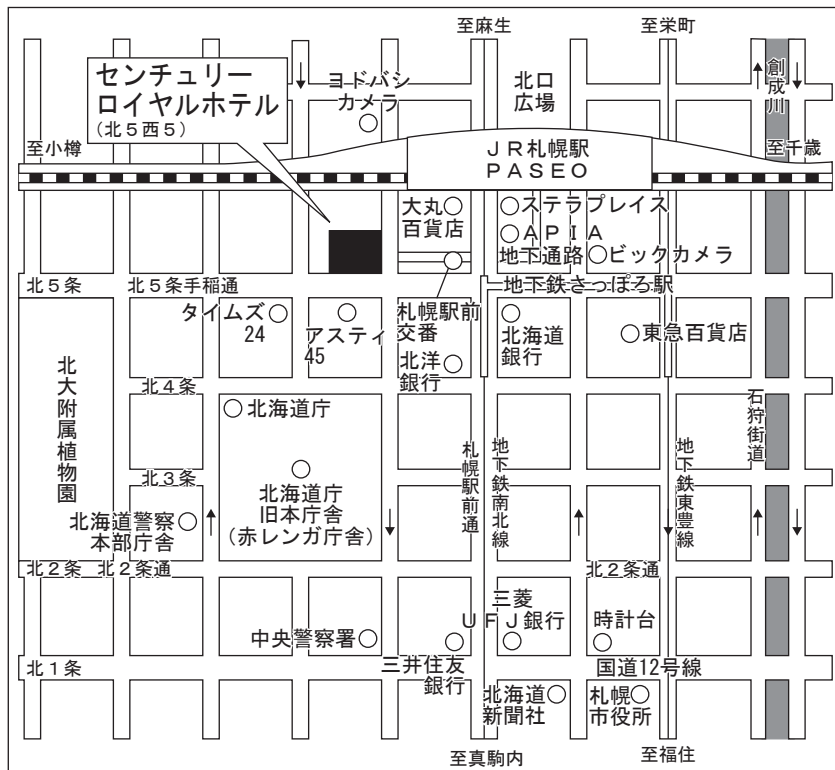 至麻生
至栄町
センチュリー
ロイヤルホテル
(北5西5)
ヨドバシ
カメラ
北口
広場
創成川
至小樽
JR札幌駅
PASEO
至千歳
大丸
百貨店
ステラプレイス
APIA
地下通路
ビックカメラ
北5条
北5条手稲通
地下鉄さっぽろ駅
タイムズ
24
アスティ
45
札幌駅前
交番
北海道
銀行
東急百貨店
北洋
銀行
北大附属植物園
北4条
北海道庁
石狩街道
北3条
北海道庁
旧本庁舎
(赤レンガ庁舎)
札幌駅前通
地下鉄南北線
地下鉄東豊線
北海道警察
本部庁舎
北2条
北2条通
北2条通
三菱
UFJ銀行
時計台
中央警察署
三井住友
銀行
北1条
国道12号線
北海道
新聞社
札幌
市役所
至真駒内
至福住